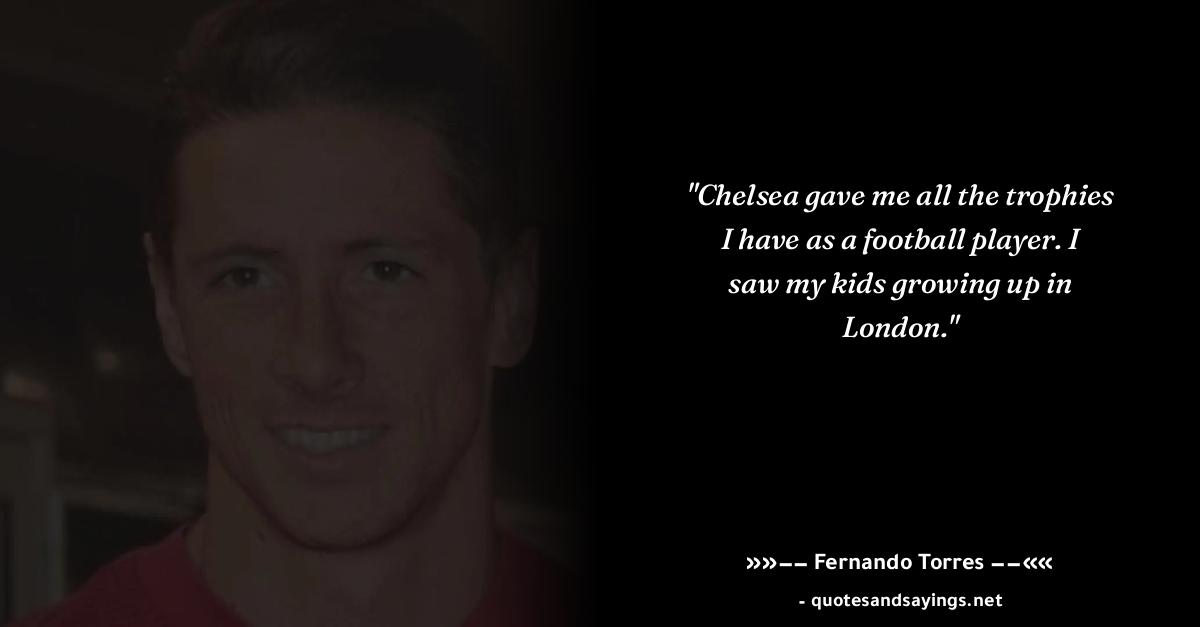 "Chelsea gave me all the trophies
I have as a football player. I
saw my kids growing up in
London."
»»−− Fernando Torres −−««
- quotesandsayings.net